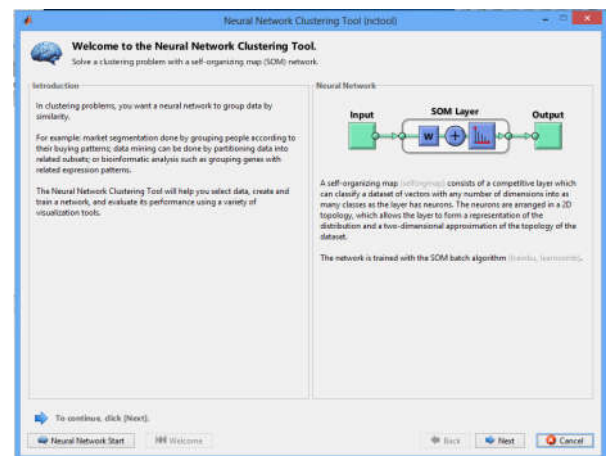 Neural Network Clustering Tool (nctool)
Welcome to the Neural Network Clustering Tool.
Solve a clustering problem with a self-organizing map (SOM) network.
Introduction
In clustering problems, you want a neural network to group data by
similarity.
For example: market segmentation done by grouping people according to
their buying patterns; data mining can be done by partitioning data into
related subsets; or bioinformatic analysis such as grouping genes with
related expression patterns.
The Neural Network Clustering Tool will help you select data, create and
train a network, and evaluate its performance using a variety of
visualization tools.
Neural Network
Input SOM Layer Output
W +
A self-organizing map (selforgmap) consists of a competitive layer which
can classify a dataset of vectors with any number of dimensions into as
many classes as the layer has neurons. The neurons are arranged in a 2D
topology, which allows the layer to form a representation of the
distribution and a two-dimensional approximation of the topology of the
dataset.
The network is trained with the SOM batch algorithm
To continue, click [Next].
Neural Network Start Welcome Back Next Cancel